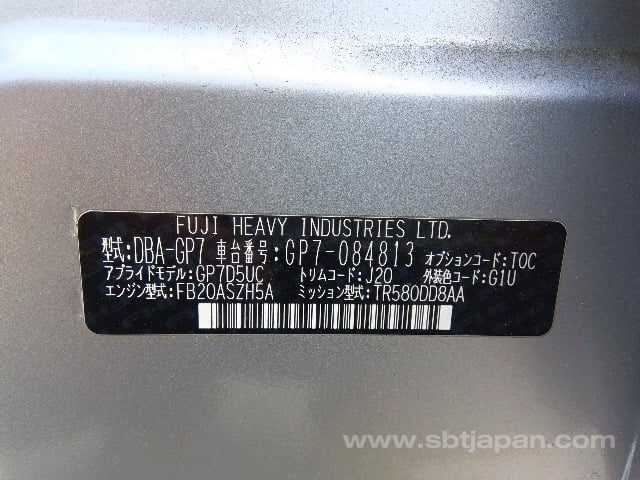 FUJI HEAVY INDUSTRIES LTD.
型式:DBA-GP7 車台番号:GP7-084813 オプションコード:TOC
アプライドモデル:GP7D5UC トリムコード:J20 外装色コード:G1U
エンジン型式:FB20ASZH5A ミッション型式:TR580DD8AA
www.sbtjapan.com